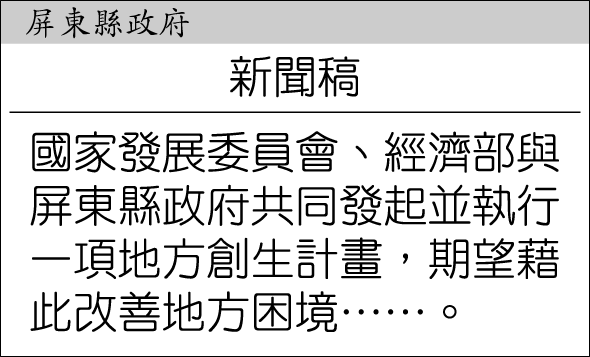 屏東縣政府
新聞稿
國家發展委員會、經濟部與
屏東縣政府共同發起並執行
一項地方創生計畫，期望藉
此改善地方困境……。